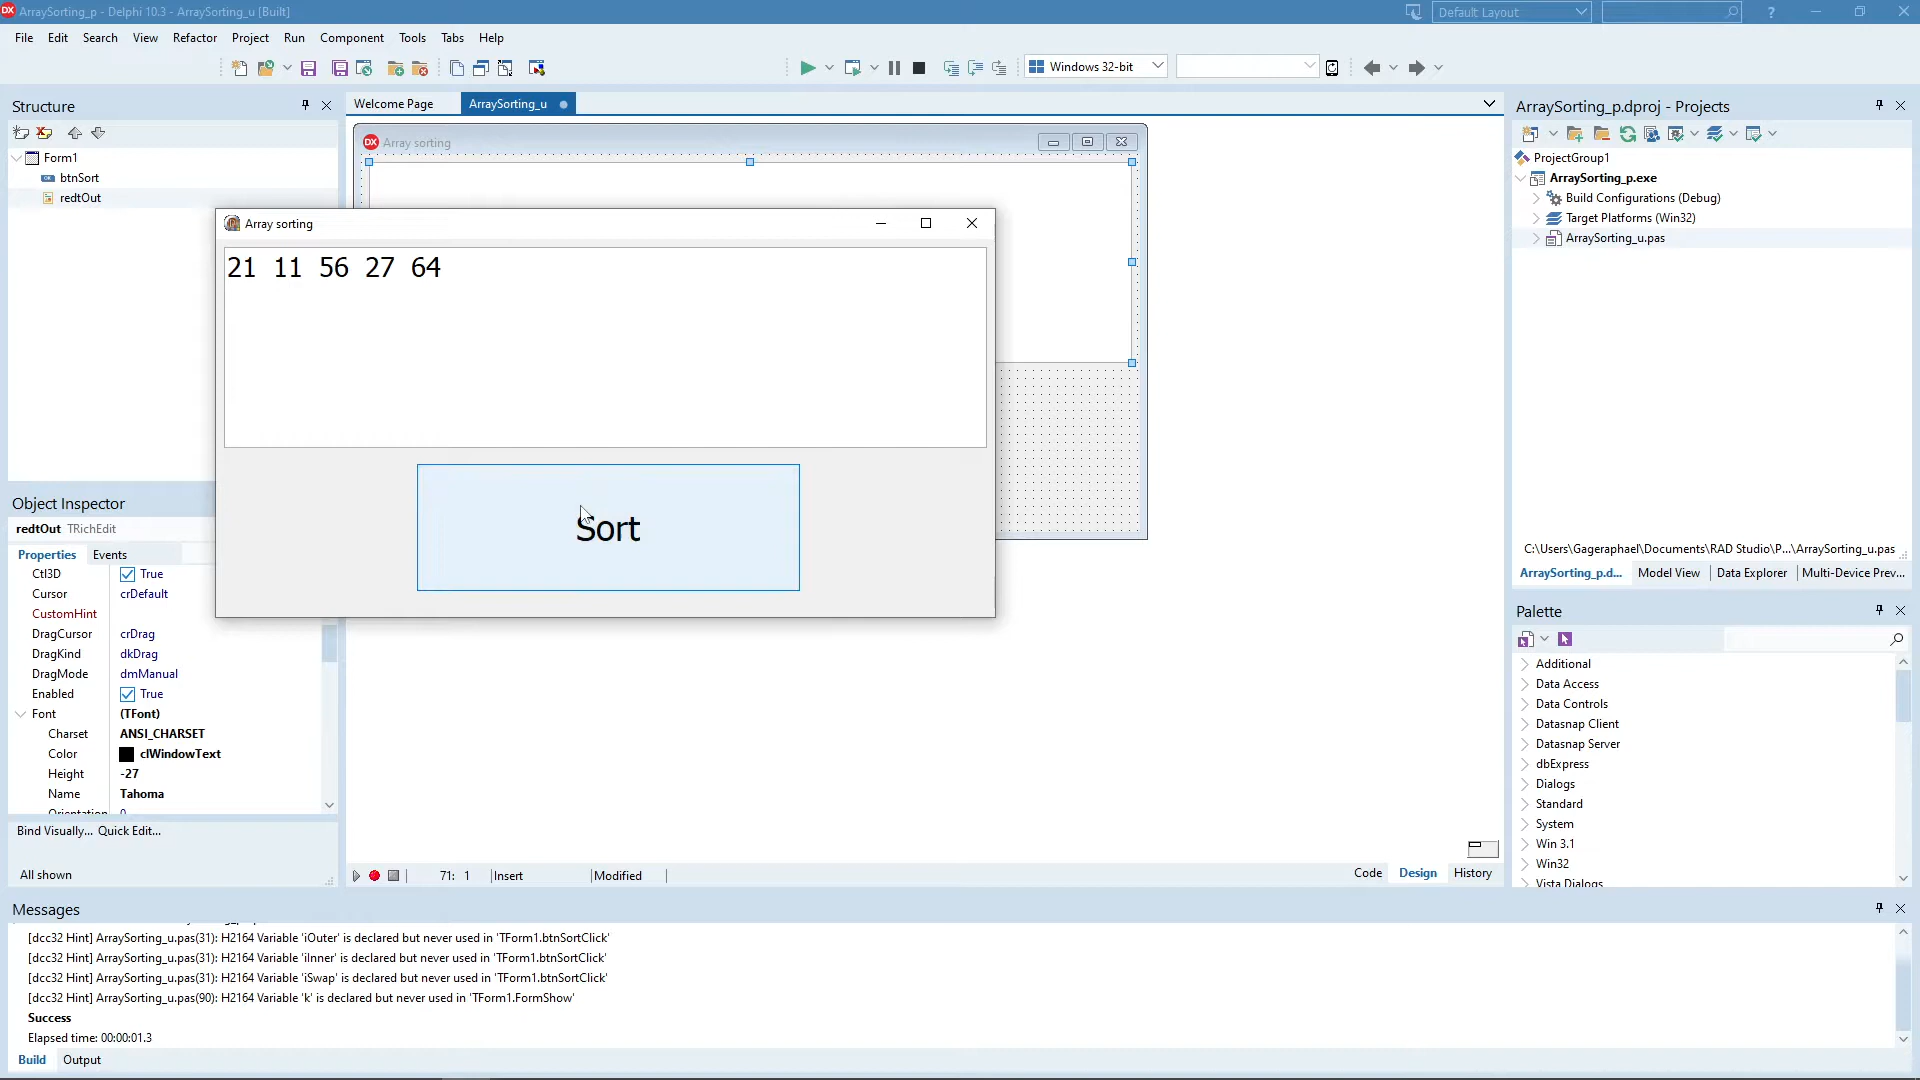 ArraySorting_p - Delphi 10.3 - ArraySorting_u [Built]
Default Layout
File Edit Search View Refactor Project Run Component Tools Tabs Help
Windows 32-bit
Structure
Form1
btnSort
redtOut
Welcome Page ArraySorting_u
Array sorting
Array sorting
21 11 56 27 64
Sort
Object Inspector
redtOut TRichEdit
Properties Events
Ctl3D True
Cursor crDefault
CustomHint
DragCursor crDrag
DragKind dkDrag
DragMode dmManual
Enabled True
Font (TFont)
Charset ANSI_CHARSET
Color clWindowText
Height -27
Name Tahoma
Orientation 0
Bind Visually... Quick Edit...
All shown
71: 1 Insert Modified
Code Design History
ArraySorting_p.dproj - Projects
ProjectGroup1
ArraySorting_p.exe
Build Configurations (Debug)
Target Platforms (Win32)
ArraySorting_u.pas
C:\Users\Gageraphael\Documents\RAD Studio\P...\ArraySorting_u.pas
ArraySorting_p.d... Model View Data Explorer Multi-Device Prev...
Palette
Additional
Data Access
Data Controls
Datasnap Client
Datasnap Server
dbExpress
Dialogs
Standard
System
Win 3.1
Win32
Vista Dialogs
Messages
[dcc32 Hint] ArraySorting_u.pas(31): H2164 Variable 'iOuter' is declared but never used in 'TForm1.btnSortClick'
[dcc32 Hint] ArraySorting_u.pas(31): H2164 Variable 'iInner' is declared but never used in 'TForm1.btnSortClick'
[dcc32 Hint] ArraySorting_u.pas(31): H2164 Variable 'iSwap' is declared but never used in 'TForm1.btnSortClick'
[dcc32 Hint] ArraySorting_u.pas(90): H2164 Variable 'k' is declared but never used in 'TForm1.FormShow'
Success
Elapsed time: 00:00:01.3
Build Output